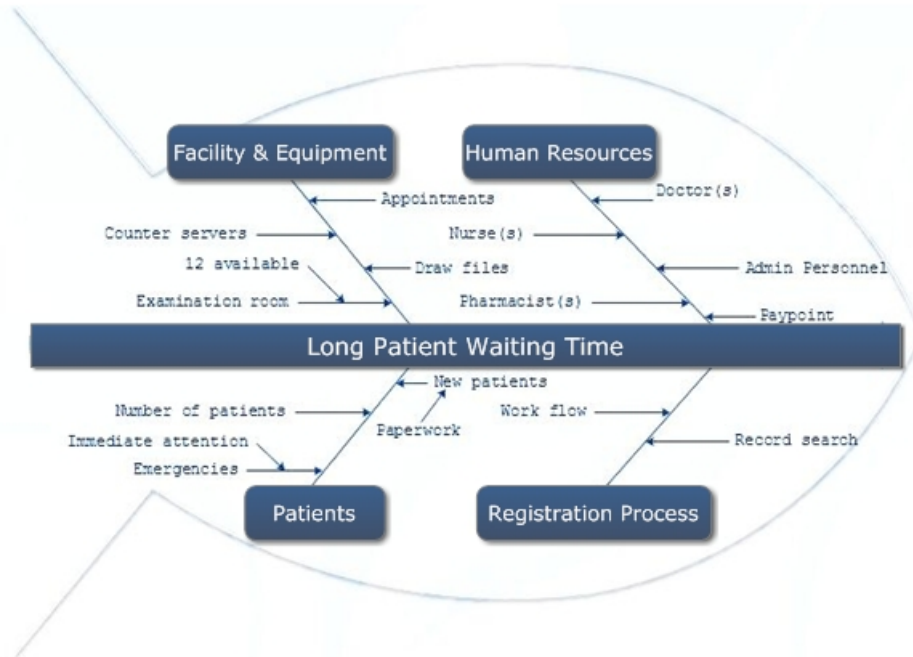 Facility & Equipment
Human Resources
Appointments
Doctor(s)
Counter servers
Nurse(s)
12 available
Draw files
Admin Personnel
Examination room
Pharmacist(s)
Paypoint
Long Patient Waiting Time
New patients
Number of patients
Work flow
Paperwork
Immediate attention
Record search
Emergencies
Patients
Registration Process